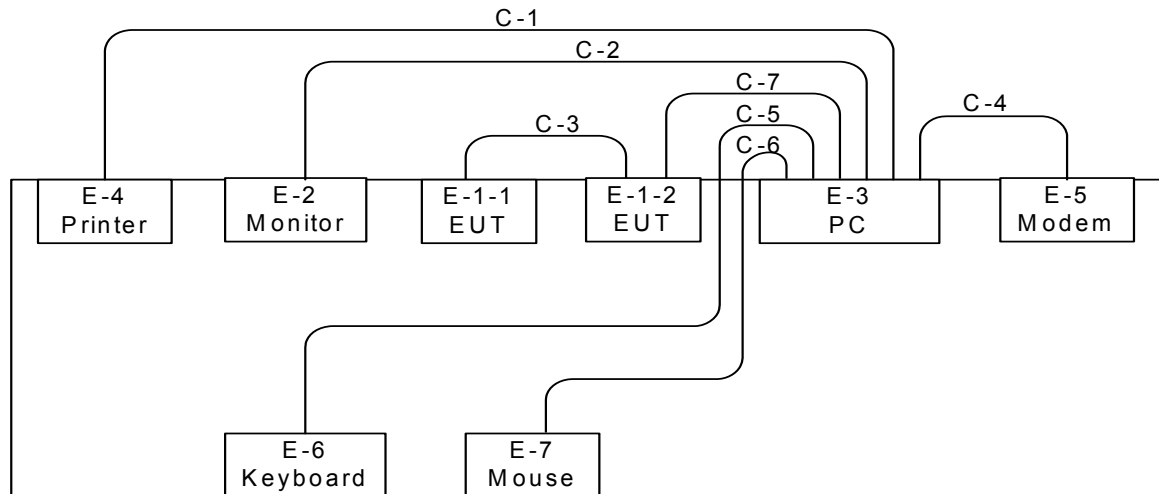 C-1
C-2
C-7
C-4
C-5
C-3
C-6
E-4
Printer
E-2
Monitor
E-1-1
EUT
E-1-2
EUT
E-3
PC
E-5
Modem
E-6
Keyboard
E-7
Mouse